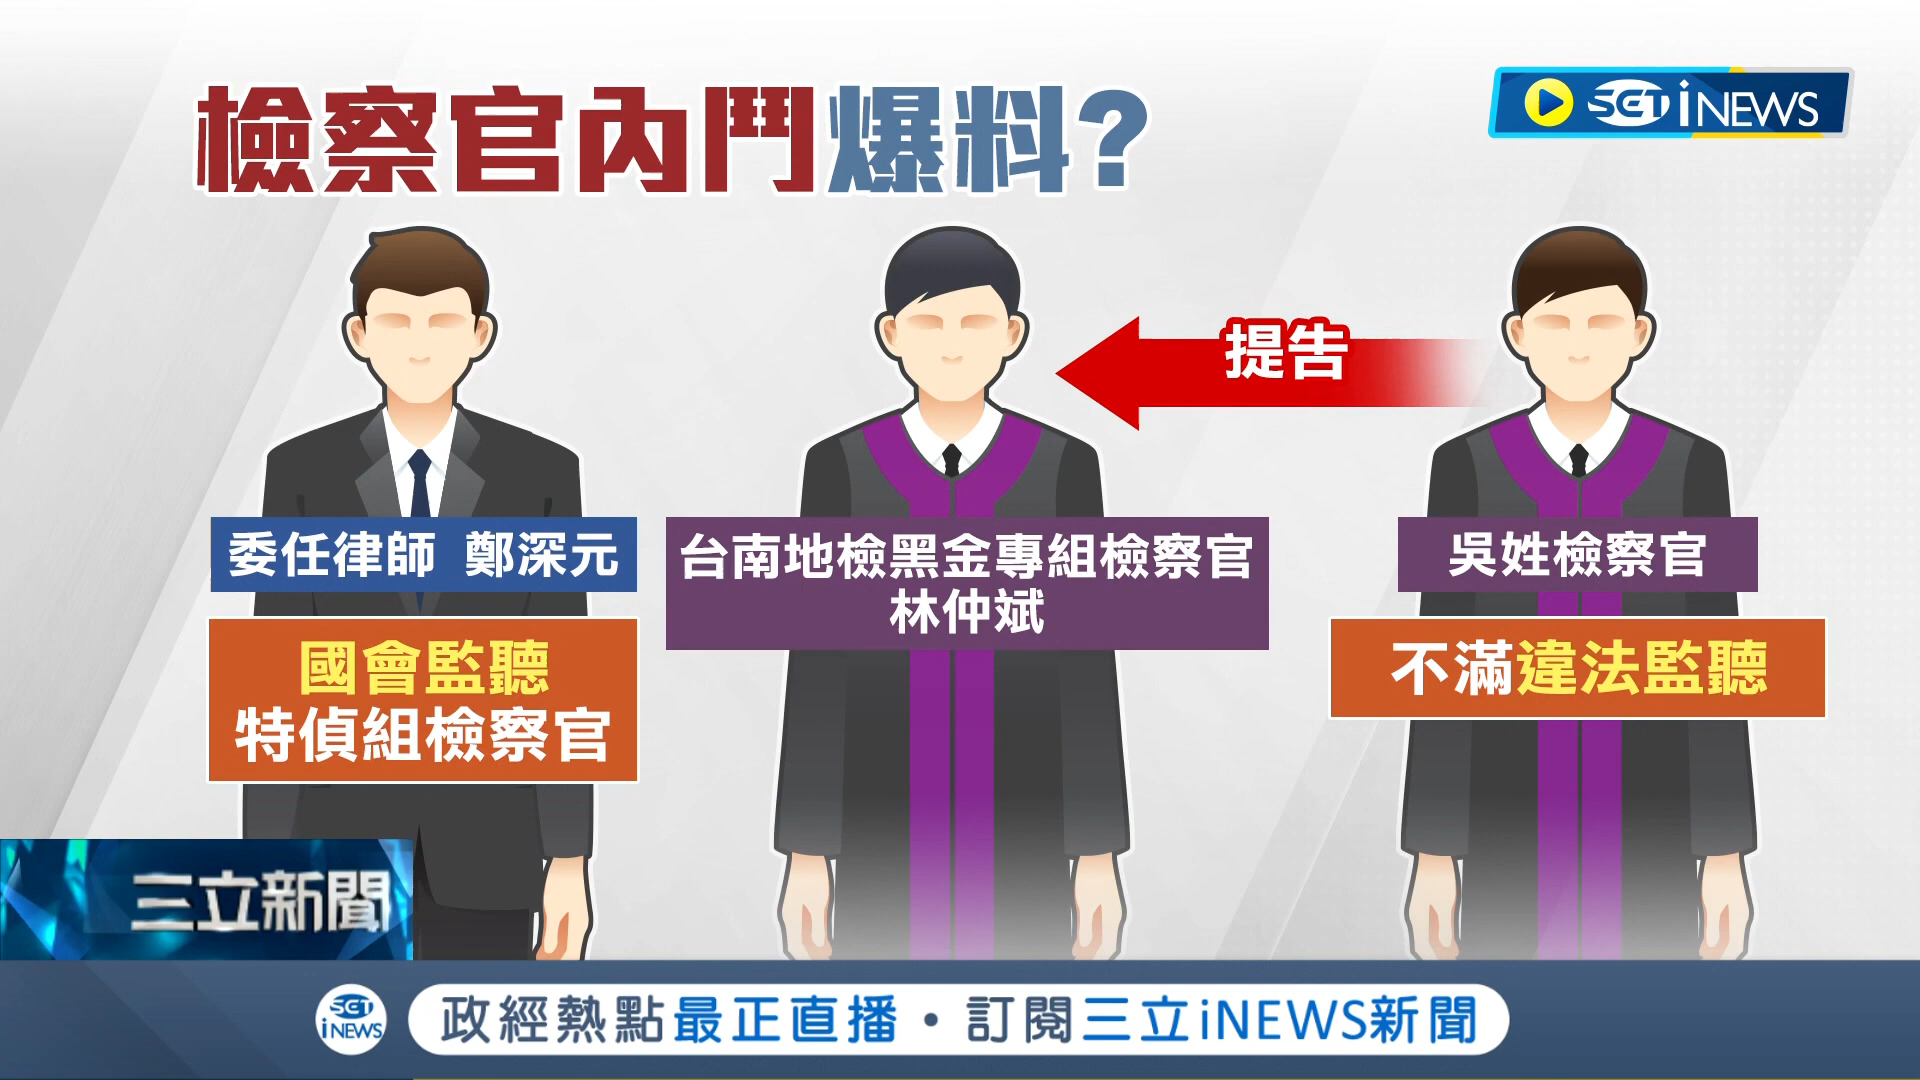 檢察官內鬥爆料?
SET iNEWS
提告
委任律師 鄭深元
國會監聽
特偵組檢察官
台南地檢黑金專組檢察官
林仲斌
吳姓檢察官
不滿違法監聽
三立新聞
SET iNEWS
政經熱點最正直播・訂閱三立iNEWS新聞